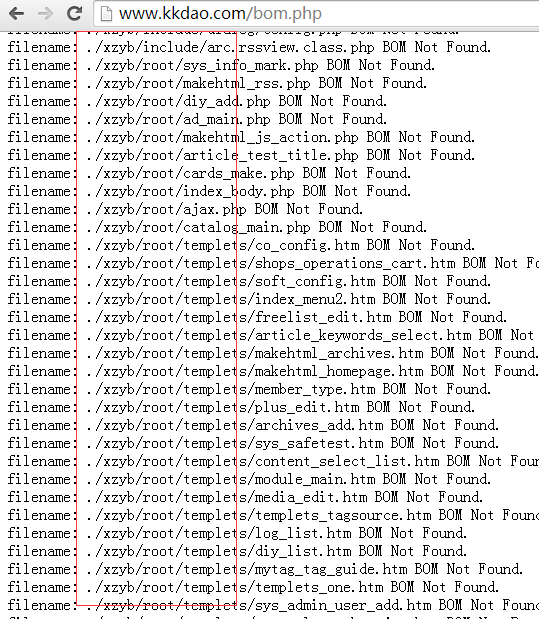 www.kkdao.com/bom.php
filename: ./xzyb/include/arc.rssview.class.php BOM Not Found.
filename: ./xzyb/root/sys_info_mark.php BOM Not Found.
filename: ./xzyb/root/makehtml_rss.php BOM Not Found.
filename: ./xzyb/root/diy_add.php BOM Not Found.
filename: ./xzyb/root/ad_main.php BOM Not Found.
filename: ./xzyb/root/makehtml_js_action.php BOM Not Found.
filename: ./xzyb/root/article_test_title.php BOM Not Found.
filename: ./xzyb/root/cards_make.php BOM Not Found.
filename: ./xzyb/root/index_body.php BOM Not Found.
filename: ./xzyb/root/ajax.php BOM Not Found.
filename: ./xzyb/root/catalog_main.php BOM Not Found.
filename: ./xzyb/root/templets/co_config.htm BOM Not Found.
filename: ./xzyb/root/templets/shops_operations_cart.htm BOM Not Fo
filename: ./xzyb/root/templets/soft_config.htm BOM Not Found.
filename: ./xzyb/root/templets/index_menu2.htm BOM Not Found.
filename: ./xzyb/root/templets/freelist_edit.htm BOM Not Found.
filename: ./xzyb/root/templets/article_keywords_select.htm BOM Not
filename: ./xzyb/root/templets/makehtml_archives.htm BOM Not Found.
filename: ./xzyb/root/templets/makehtml_homepage.htm BOM Not Found.
filename: ./xzyb/root/templets/member_type.htm BOM Not Found.
filename: ./xzyb/root/templets/plus_edit.htm BOM Not Found.
filename: ./xzyb/root/templets/archives_add.htm BOM Not Found.
filename: ./xzyb/root/templets/sys_safetest.htm BOM Not Found.
filename: ./xzyb/root/templets/content_select_list.htm BOM Not Foun
filename: ./xzyb/root/templets/module_main.htm BOM Not Found.
filename: ./xzyb/root/templets/media_edit.htm BOM Not Found.
filename: ./xzyb/root/templets/templets_tagsource.htm BOM Not Found
filename: ./xzyb/root/templets/log_list.htm BOM Not Found.
filename: ./xzyb/root/templets/diy_list.htm BOM Not Found.
filename: ./xzyb/root/templets/mytag_tag_guide.htm BOM Not Found.
filename: ./xzyb/root/templets/templets_one.htm BOM Not Found.
filename: ./xzyb/root/templets/sys_admin_user_add.htm BOM Not Found.